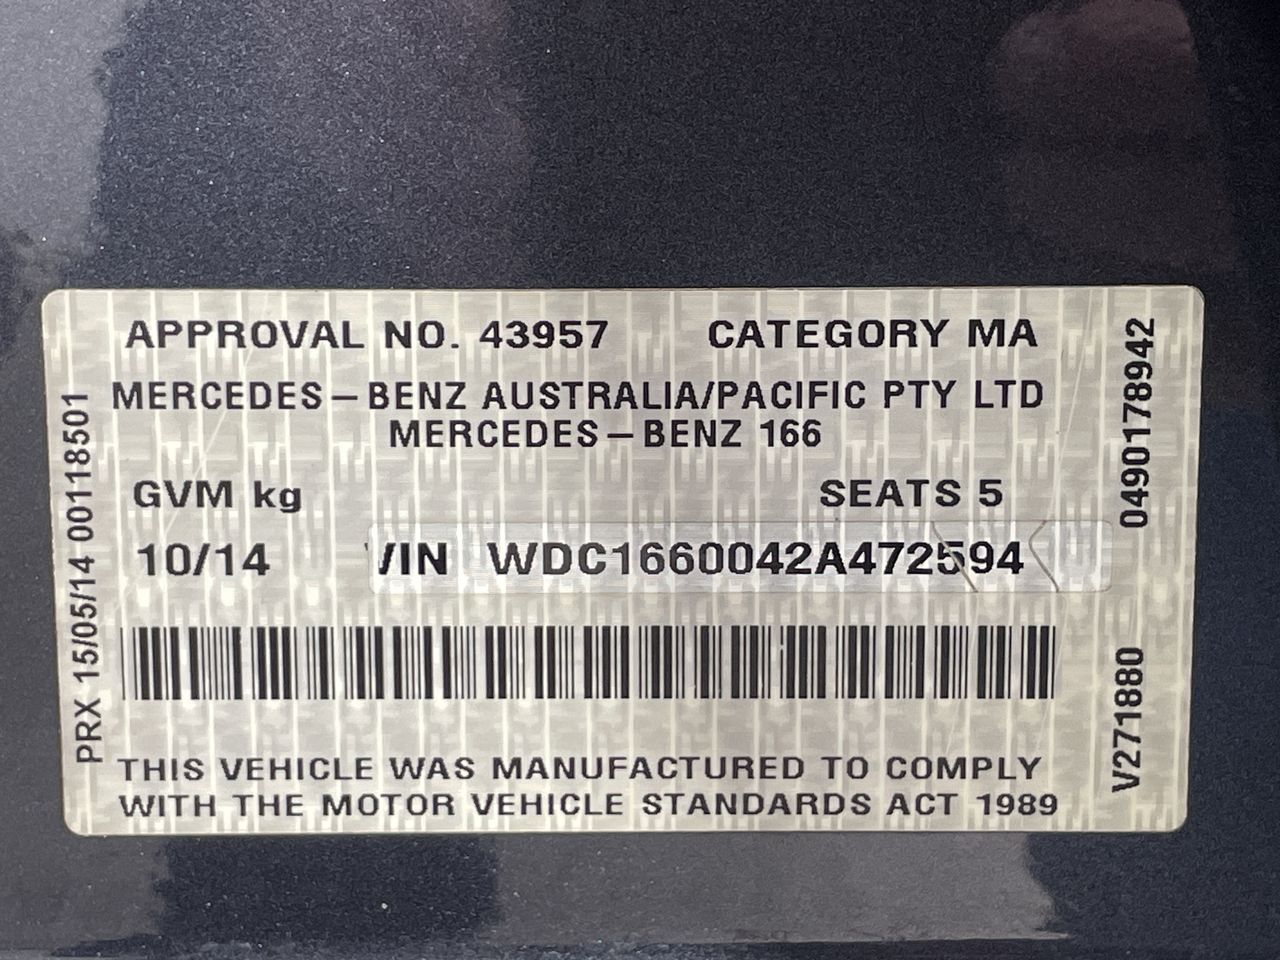 APPROVAL NO. 43957 CATEGORY MA
MERCEDES-BENZ AUSTRALIA/PACIFIC PTY LTD
MERCEDES-BENZ 166
GVM kg SEATS 5
10/14 VIN WDC1660042A472594
THIS VEHICLE WAS MANUFACTURED TO COMPLY
WITH THE MOTOR VEHICLE STANDARDS ACT 1989
PRX 15/05/14 00118501
0490178942
V271880